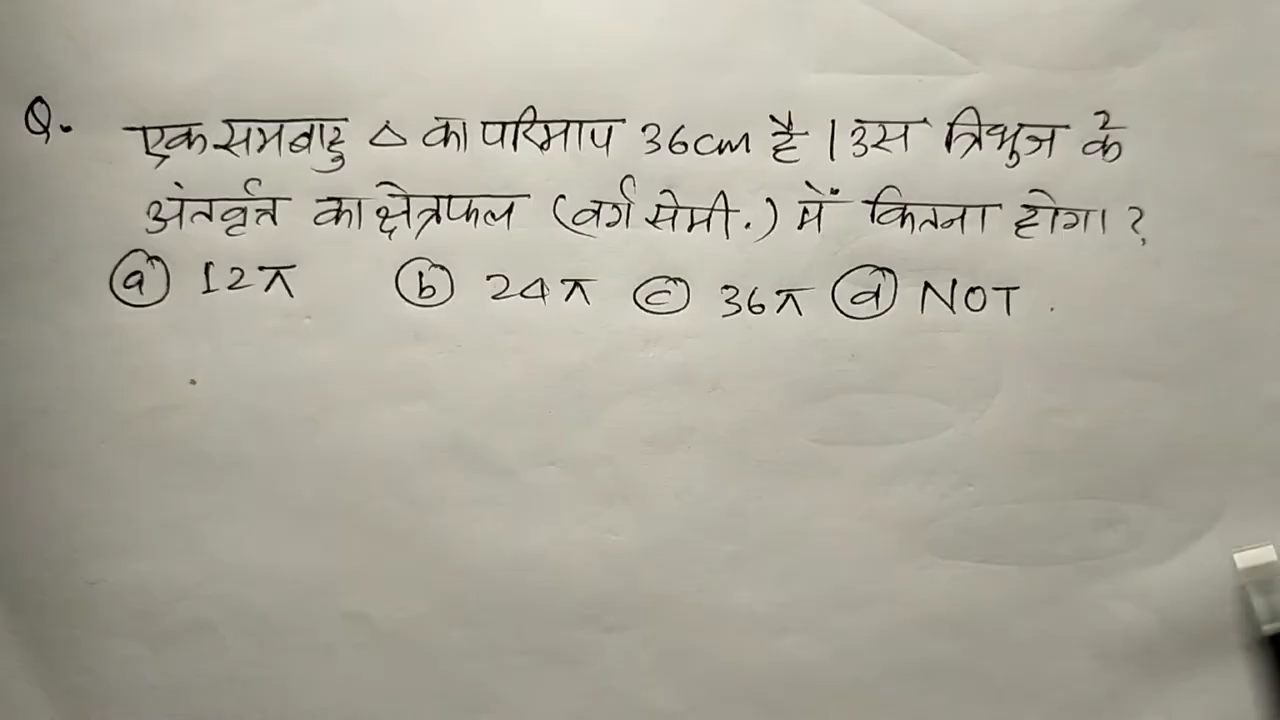 Q. एक समबाहु △ का परिमाप 36cm है । उस त्रिभुज के
अंतर्वृत्त का क्षेत्रफल (वर्ग सेमी.) में कितना होगा ?
(a) 12π (b) 24π (c) 36π (d) NOT .